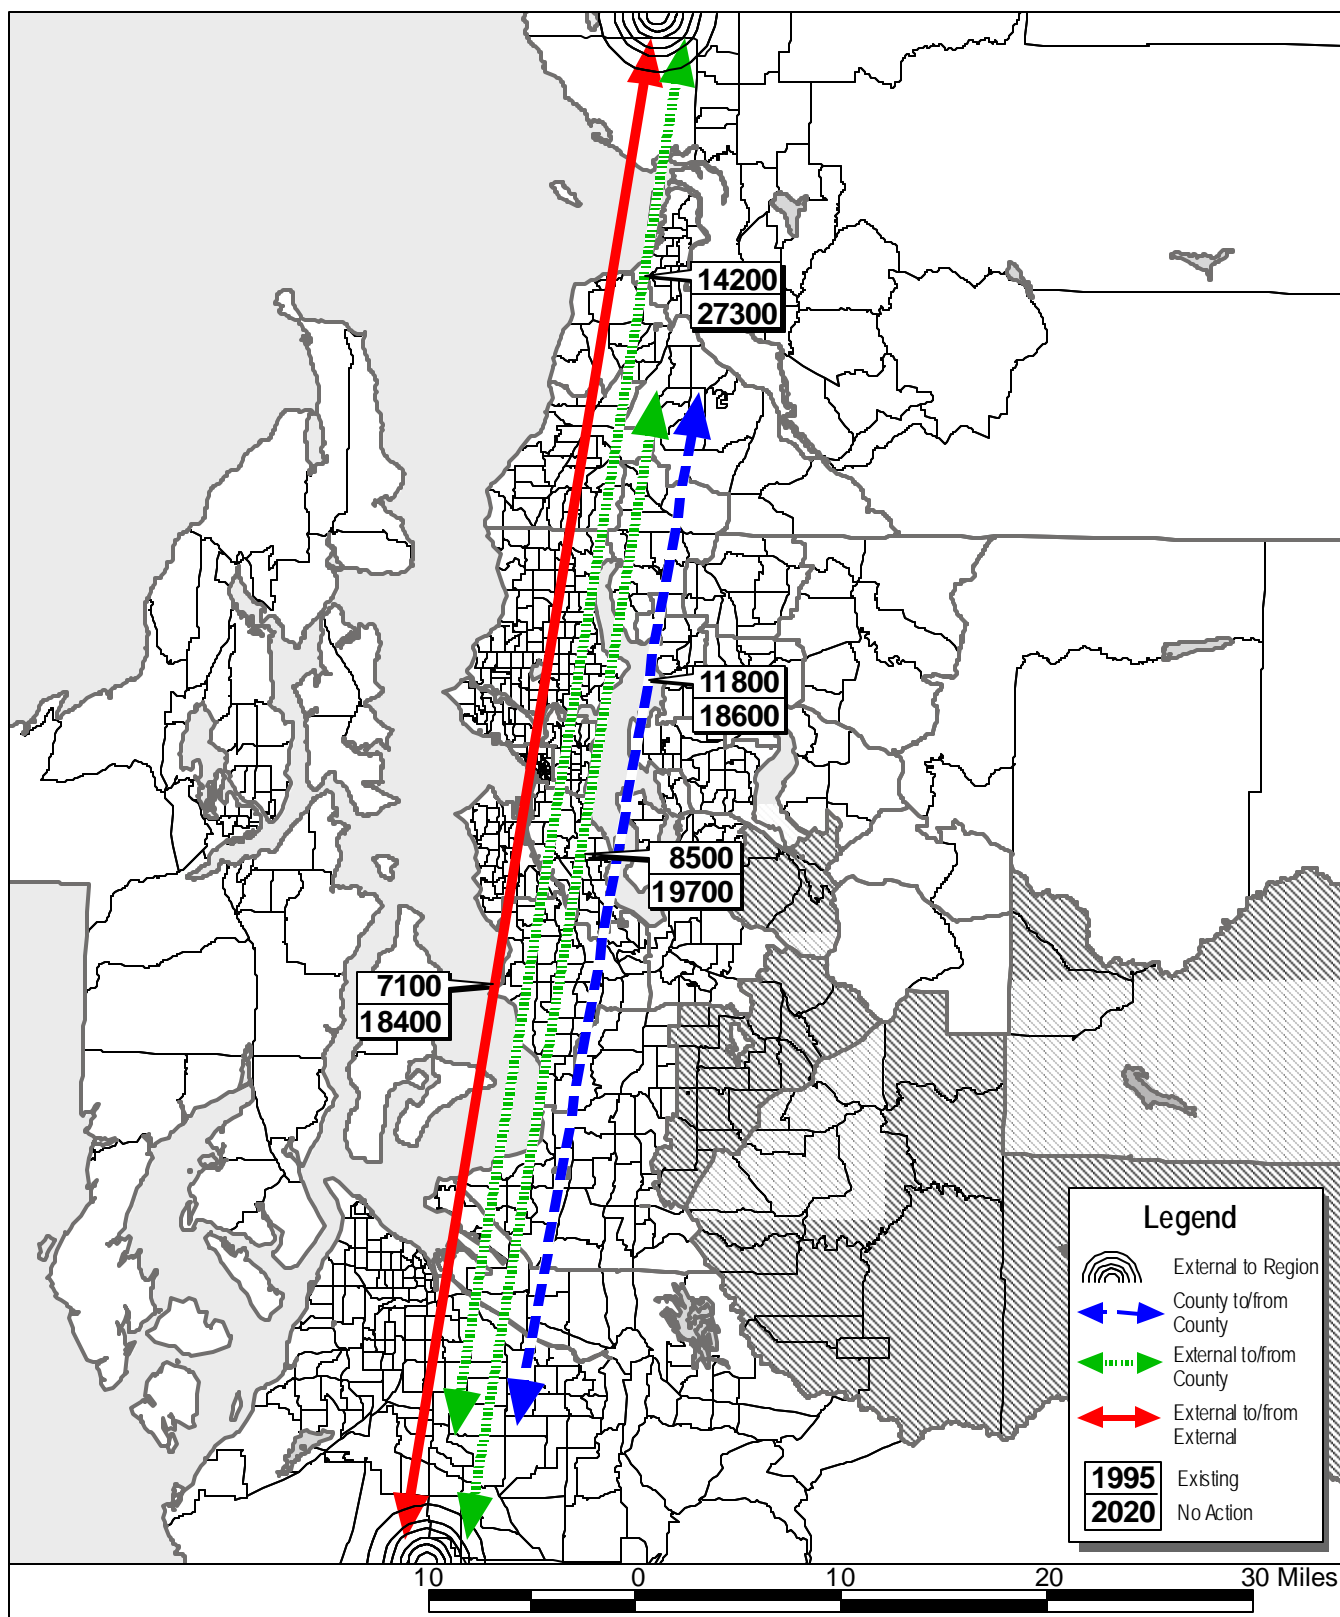 14200
27300
11800
18600
8500
19700
7100
18400
Legend
External to Region
County to/from
County
External to/from
County
External to/from
External
1995 Existing
2020 No Action
10 0 10 20 30 Miles